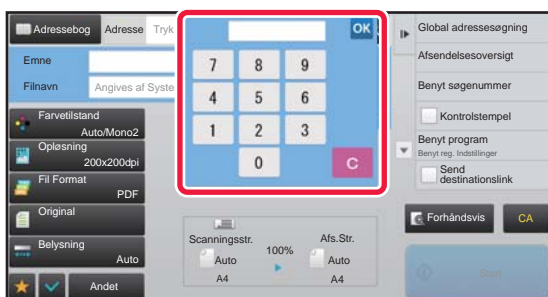 Adressebog
Adresse
Tryk
OK
Global adressesøgning
Emne
Afsendelsesoversigt
Filnavn
Angives af Syste
7 8 9
Benyt søgenummer
4 5 6
Kontrolstempel
Farvetilstand
Auto/Mono2
1 2 3
Benyt program
Benyt reg. Indstillinger
Opløsning
200x200dpi
0
C
Send
destinationslink
Fil Format
PDF
Original
Forhåndsvis
CA
Scanningsstr.
100%
Afs.Str.
Auto
Auto
A4
A4
Belysning
Auto
Start
Andet